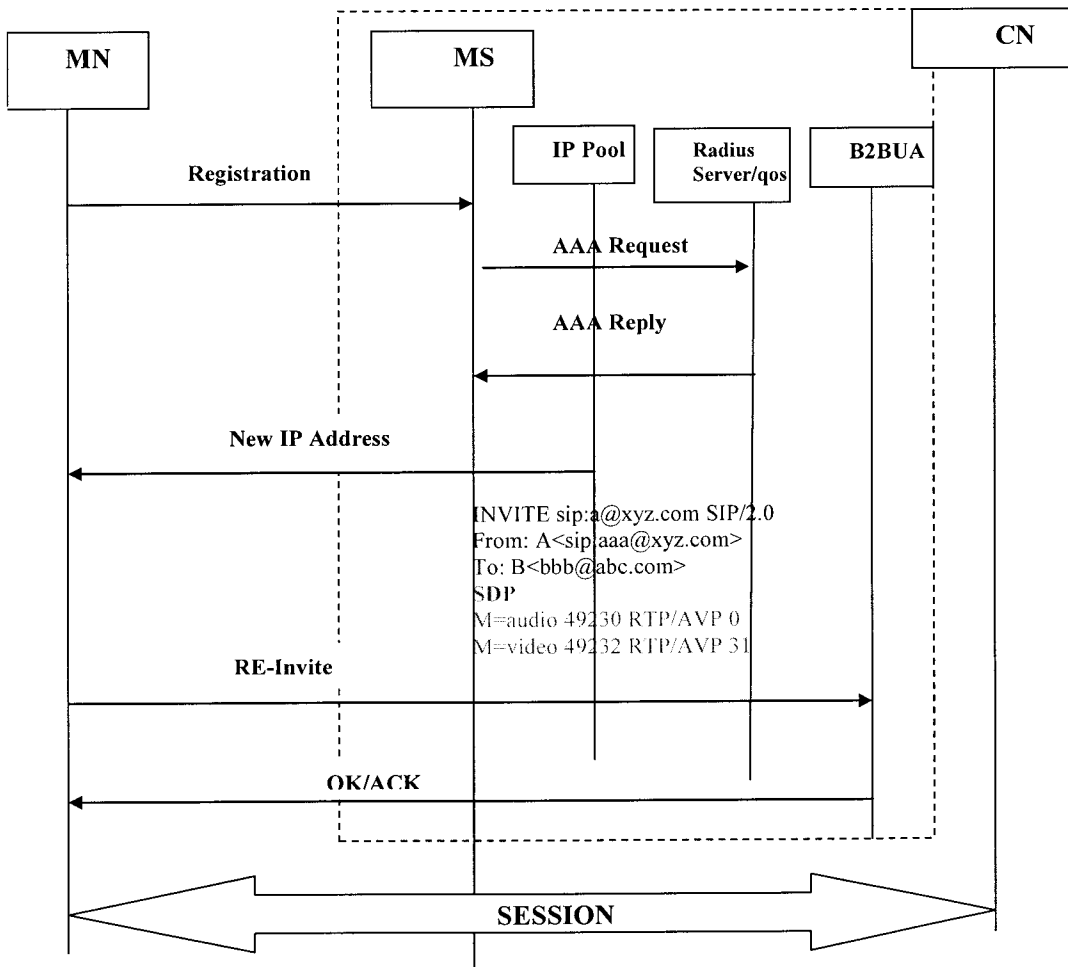 MN
MS
CN
IP Pool
Radius
Server/qos
B2BUA
Registration
AAA Request
AAA Reply
New IP Address
INVITE sip:a@xyz.com SIP/2.0
From: A<sip:aaa@xyz.com>
To: B<bbb@abc.com>
SDP
M=audio 49230 RTP/AVP 0
M=video 49232 RTP/AVP 31
RE-Invite
OK/ACK
SESSION